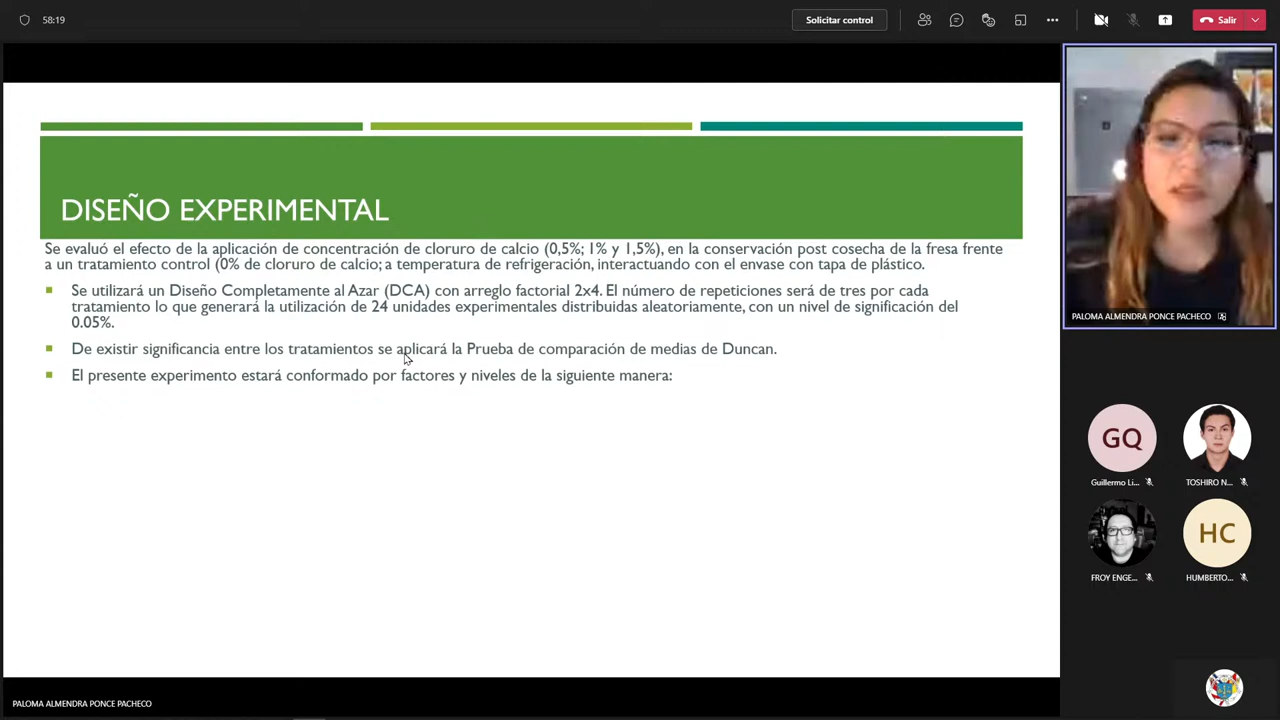 58:19
Solicitar control
Salir
DISEÑO EXPERIMENTAL
Se evaluó el efecto de la aplicación de concentración de cloruro de calcio (0,5%; 1% y 1,5%), en la conservación post cosecha de la fresa frente
a un tratamiento control (0% de cloruro de calcio; a temperatura de refrigeración, interactuando con el envase con tapa de plástico.
Se utilizará un Diseño Completamente al Azar (DCA) con arreglo factorial 2x4. El número de repeticiones será de tres por cada
tratamiento lo que generará la utilización de 24 unidades experimentales distribuidas aleatoriamente, con un nivel de significación del
0.05%.
De existir significancia entre los tratamientos se aplicará la Prueba de comparación de medias de Duncan.
El presente experimento estará conformado por factores y niveles de la siguiente manera:
PALOMA ALMENDRA PONCE PACHECO
GQ
Guillermo Li...
TOSHIRO N...
FROY ENGE...
HC
HUMBERTO...
PALOMA ALMENDRA PONCE PACHECO